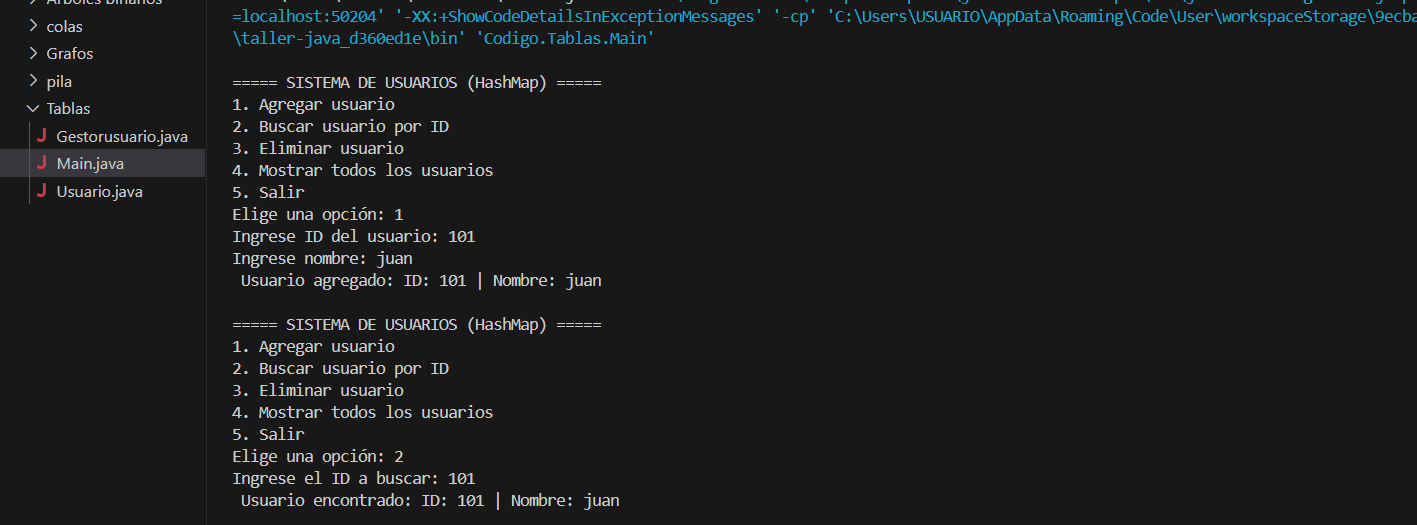 Árboles binarios
colas
Grafos
pila
Tablas
Gestorusuario.java
Main.java
Usuario.java
=localhost:50204' '-XX:+ShowCodeDetailsInExceptionMessages' '-cp' 'C:\Users\USUARIO\AppData\Roaming\Code\User\workspaceStorage\9ecba
\taller-java_d360ed1e\bin' 'Codigo.Tablas.Main'
===== SISTEMA DE USUARIOS (HashMap) =====
1. Agregar usuario
2. Buscar usuario por ID
3. Eliminar usuario
4. Mostrar todos los usuarios
5. Salir
Elige una opción: 1
Ingrese ID del usuario: 101
Ingrese nombre: juan
Usuario agregado: ID: 101 | Nombre: juan
===== SISTEMA DE USUARIOS (HashMap) =====
1. Agregar usuario
2. Buscar usuario por ID
3. Eliminar usuario
4. Mostrar todos los usuarios
5. Salir
Elige una opción: 2
Ingrese el ID a buscar: 101
Usuario encontrado: ID: 101 | Nombre: juan